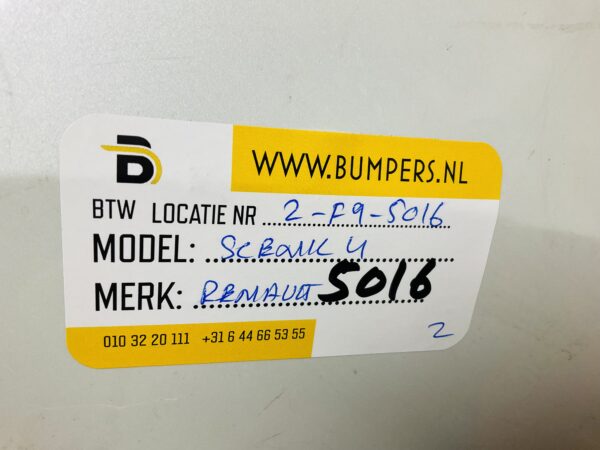 WWW.BUMPERS.NL
BTW LOCATIE NR 2-F9-5016
MODEL: SCENIC 4
MERK: RENAULT 5016
010 32 20 111 +31 6 44 66 53 55
2